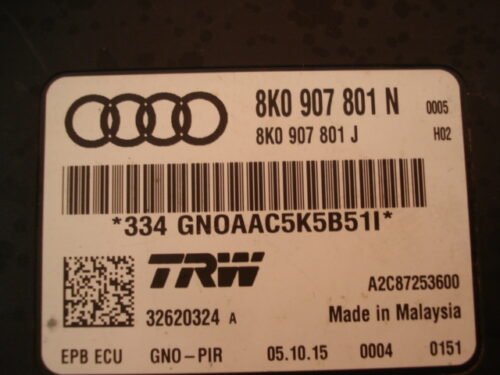 8K0 907 801 N 0005
8K0 907 801 J H02
*334 GNOAAC5K5B51I*
TRW
32620324 A
A2C87253600
Made in Malaysia
EPB ECU GNO-PIR 05.10.15 0004 0151